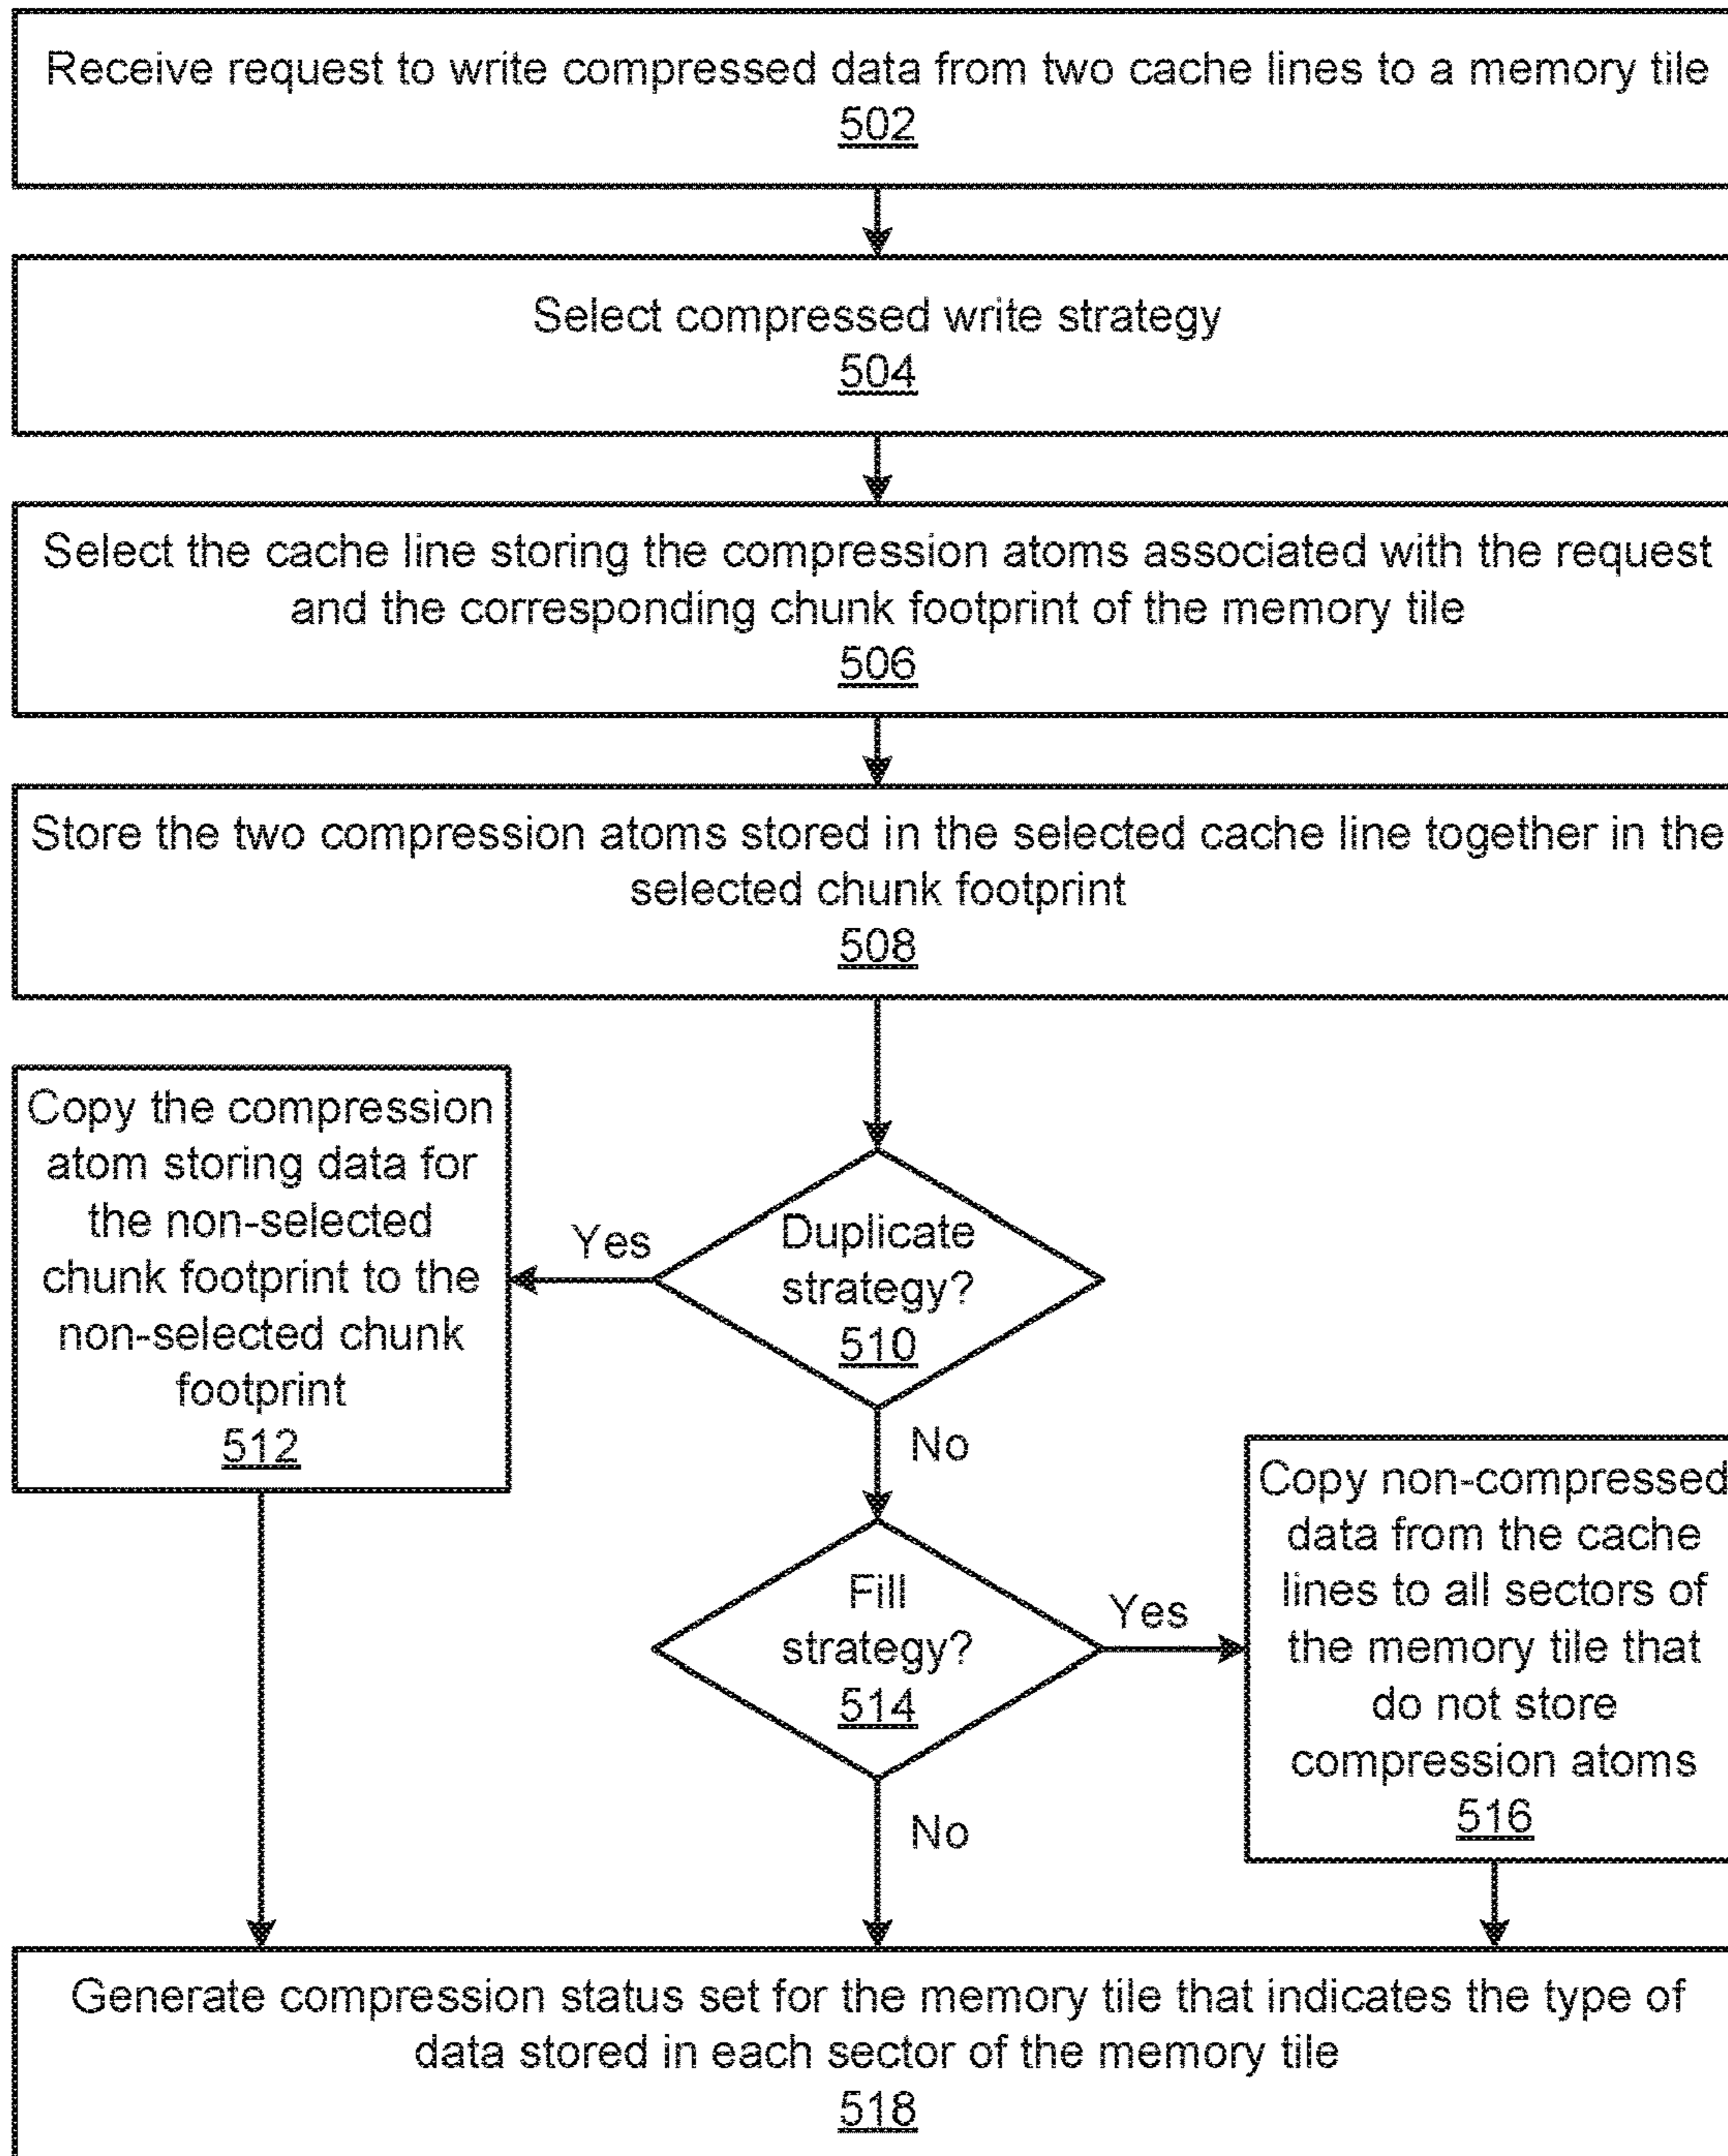 Receive request to write compressed data from two cache lines to a memory tile
502
Select compressed write strategy
504
Select the cache line storing the compression atoms associated with the request
and the corresponding chunk footprint of the memory tile
506
Store the two compression atoms stored in the selected cache line together in the
selected chunk footprint
508
Copy the compression
atom storing data for
the non-selected
chunk footprint to the
non-selected chunk
footprint
512
Yes
Duplicate
strategy?
510
No
Fill
strategy?
514
Yes
Copy non-compressed
data from the cache
lines to all sectors of
the memory tile that
do not store
compression atoms
516
No
Generate compression status set for the memory tile that indicates the type of
data stored in each sector of the memory tile
518